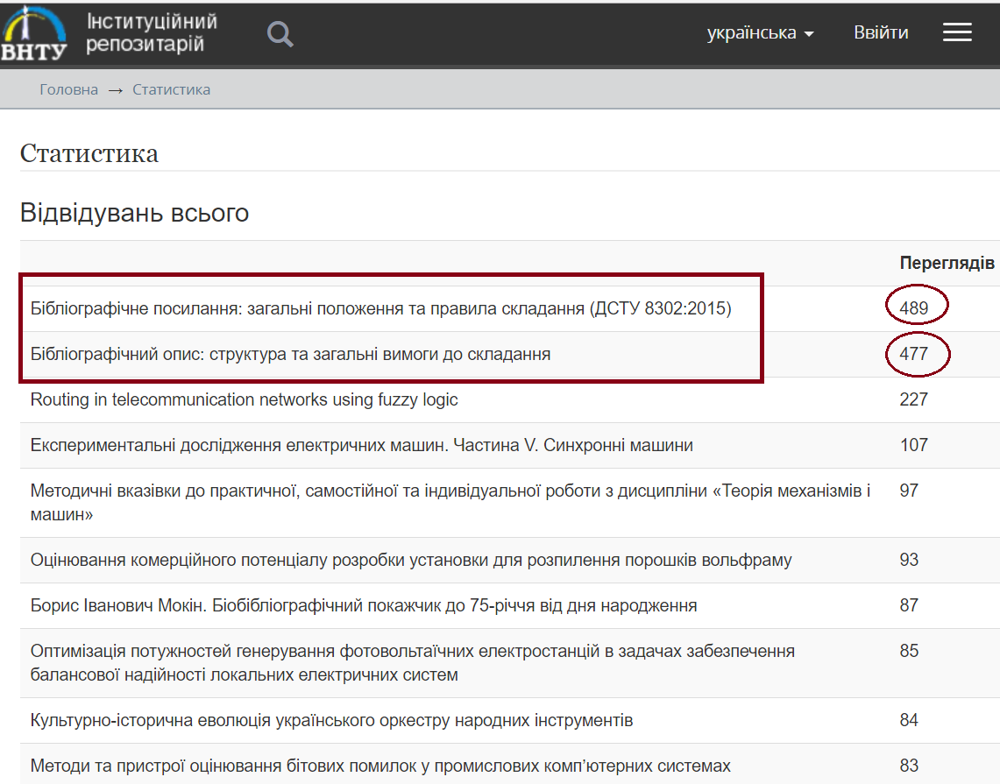 ВНТУ
Інституційний
репозитарій
українська
Ввійти
Головна → Статистика
Статистика
Відвідувань всього
Переглядів
Бібліографічне посилання: загальні положення та правила складання (ДСТУ 8302:2015) 489
Бібліографічний опис: структура та загальні вимоги до складання 477
Routing in telecommunication networks using fuzzy logic 227
Експериментальні дослідження електричних машин. Частина V. Синхронні машини 107
Методичні вказівки до практичної, самостійної та індивідуальної роботи з дисципліни «Теорія механізмів і 97
машин»
Оцінювання комерційного потенціалу розробки установки для розпилення порошків вольфраму 93
Борис Іванович Мокін. Біобібліографічний покажчик до 75-річчя від дня народження 87
Оптимізація потужностей генерування фотовольтаїчних електростанцій в задачах забезпечення 85
балансової надійності локальних електричних систем
Культурно-історична еволюція українського оркестру народних інструментів 84
Методи та пристрої оцінювання бітових помилок у промислових комп’ютерних системах 83